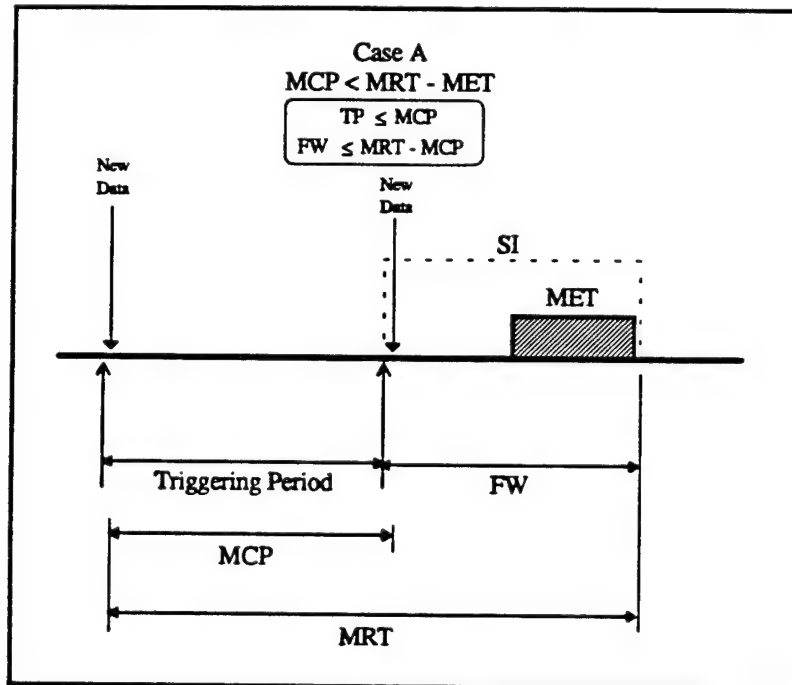 Case A
MCP < MRT - MET
TP ≤ MCP
FW ≤ MRT - MCP
New
Data
New
Data
SI
MET
Triggering Period
FW
MCP
MRT